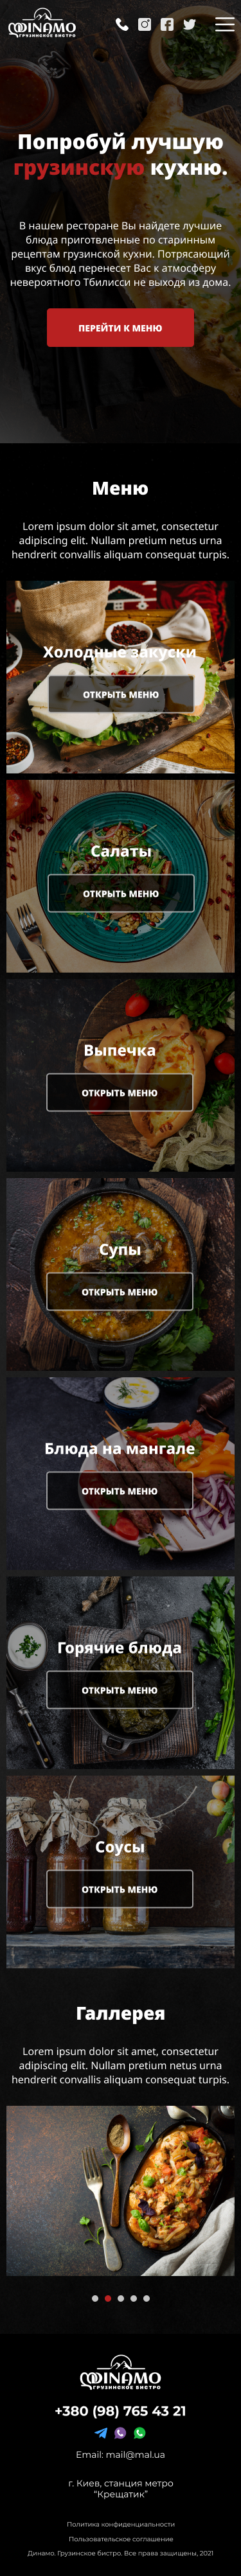 DINAMO
ГРУЗИНСКОЕ БИСТРО
Попробуй лучшую
грузинскую кухню.
В нашем ресторане Вы найдете лучшие
блюда приготвленные по старинным
рецептам грузинской кухни. Потрясающий
вкус блюд перенесет Вас к атмосферу
невероятного Тбилисси не выходя из дома.
ПЕРЕЙТИ К МЕНЮ
Меню
Lorem ipsum dolor sit amet, consectetur
adipiscing elit. Nullam pretium netus urna
hendrerit convallis aliquam consequat turpis.
Холодные закуски
ОТКРЫТЬ МЕНЮ
Салаты
ОТКРЫТЬ МЕНЮ
Выпечка
ОТКРЫТЬ МЕНЮ
Супы
ОТКРЫТЬ МЕНЮ
Блюда на мангале
ОТКРЫТЬ МЕНЮ
Горячие блюда
ОТКРЫТЬ МЕНЮ
Соусы
ОТКРЫТЬ МЕНЮ
Галлерея
Lorem ipsum dolor sit amet, consectetur
adipiscing elit. Nullam pretium netus urna
hendrerit convallis aliquam consequat turpis.
DINAMO
ГРУЗИНСКОЕ БИСТРО
+380 (98) 765 43 21
Email: mail@mal.ua
г. Киев, станция метро
"Крещатик"
Политика конфиденциальности
Пользовательское соглашение
Динамо. Грузинское бистро. Все права защищены, 2021